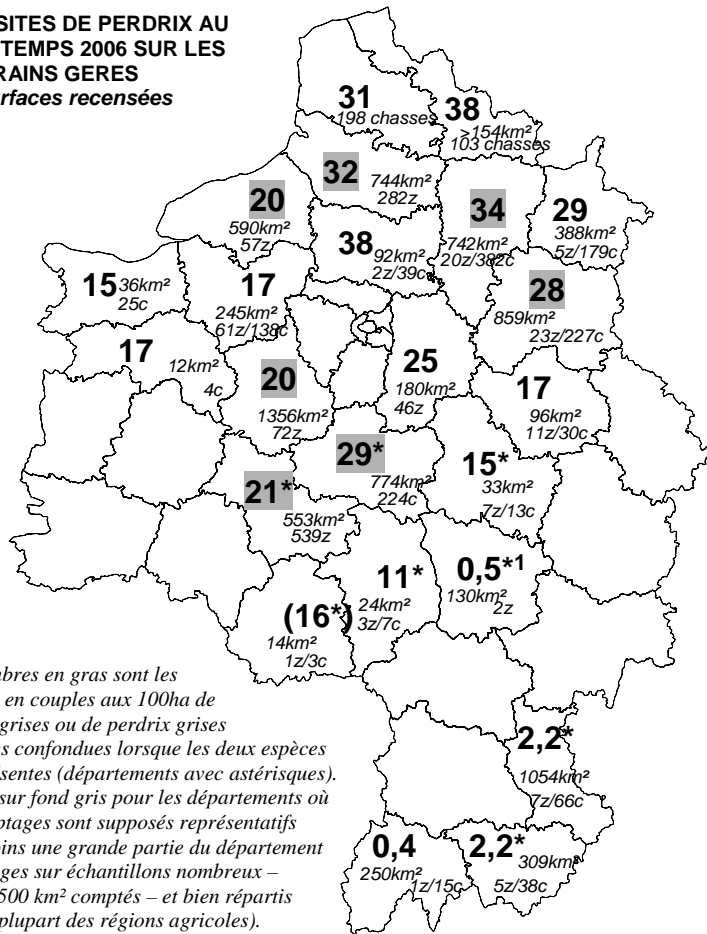 SITES DE PERDRIX AU
TEMPS 2006 SUR LES
RAINS GERES
rfaces recensées
31
198 chasses
38
>154km²
103 chasses
32 744km²
282z
20
590km²
57z
34
742km²
20z/382c
29
388km²
5z/179c
38 92km²
2z/39c
15 36km²
25c
17
245km²
61z/138c
28
859km²
23z/227c
17 12km²
4c
20
1356km²
72z
25
180km²
46z
17
96km²
11z/30c
29*
774km²
224c
15*
33km²
7z/13c
21*
553km²
539z
11*
24km²
3z/7c
0,5*1
130km²
2z
(16*)
14km²
1z/3c
mbres en gras sont les
en couples aux 100ha de
grises ou de perdrix grises
es confondues lorsque les deux espèces
ésentes (départements avec astérisques).
sur fond gris pour les départements où
ptages sont supposés représentatifs
oins une grande partie du département
ges sur échantillons nombreux –
500 km² comptés – et bien répartis
plupart des régions agricoles).
2,2*
1054km²
7z/66c
0,4
250km²
1z/15c
2,2* 309km²
5z/38c